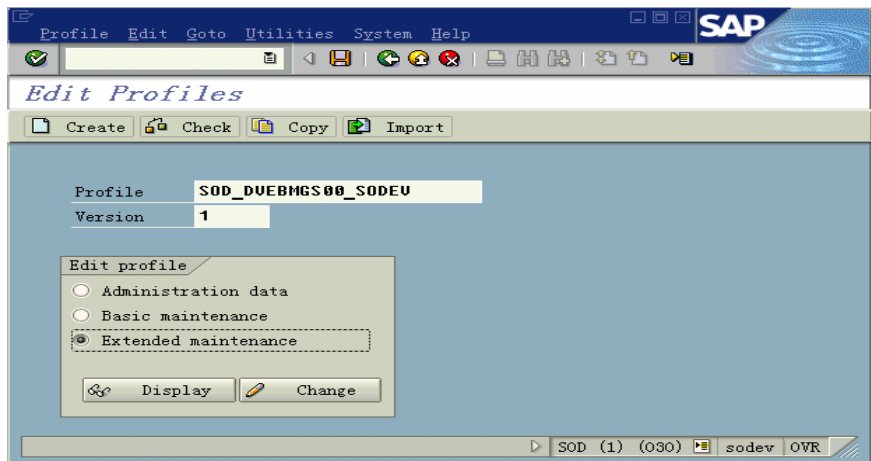 Profile Edit Goto Utilities System Help
SAP
Edit Profiles
Create Check Copy Import
Profile SOD_DVEBMGS00_SODEV
Version 1
Edit profile
Administration data
Basic maintenance
Extended maintenance
Display Change
SOD (1) (030) sodev OVR